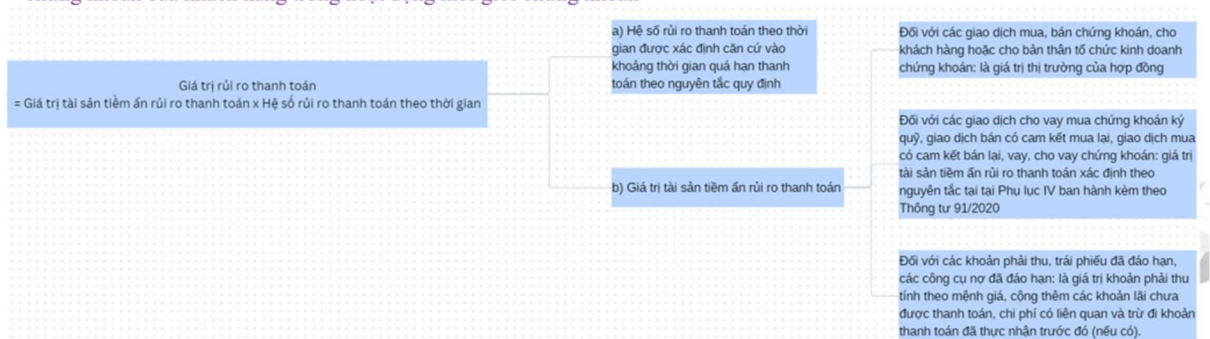 Giá trị rủi ro thanh toán
= Giá trị tài sản tiềm ẩn rủi ro thanh toán x Hệ số rủi ro thanh toán theo thời gian
a) Hệ số rủi ro thanh toán theo thời
gian được xác định căn cứ vào
khoảng thời gian quá hạn thanh
toán theo nguyên tắc quy định
b) Giá trị tài sản tiềm ẩn rủi ro thanh toán
Đối với các giao dịch mua, bán chứng khoán, cho
khách hàng hoặc cho bản thân tổ chức kinh doanh
chứng khoán: là giá trị thị trường của hợp đồng
Đối với các giao dịch cho vay mua chứng khoán ký
quỹ, giao dịch bán có cam kết mua lại, giao dịch mua
có cam kết bán lại, vay, cho vay chứng khoán: giá trị
tài sản tiềm ẩn rủi ro thanh toán xác định theo
nguyên tắc tại tại Phụ lục IV ban hành kèm theo
Thông tư 91/2020
Đối với các khoản phải thu, trái phiếu đã đáo hạn,
các công cụ nợ đã đáo hạn: là giá trị khoản phải thu
tính theo mệnh giá, cộng thêm các khoản lãi chưa
được thanh toán, chi phí có liên quan và trừ đi khoản
thanh toán đã thực nhận trước đó (nếu có).